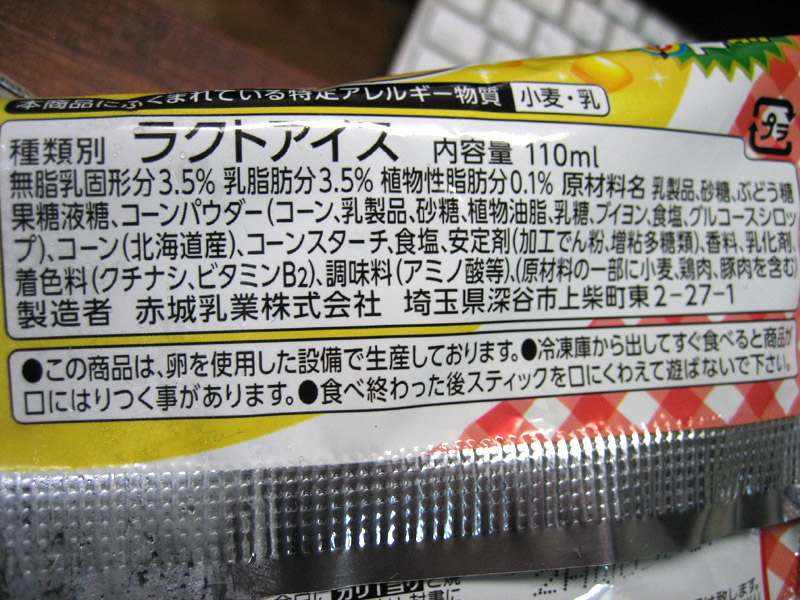 本商品にふくまれている特定アレルギー物質 小麦・乳
プラ
種類別 ラクトアイス 内容量 110ml
無脂乳固形分3.5% 乳脂肪分3.5% 植物性脂肪分0.1% 原材料名 乳製品、砂糖、ぶどう糖
果糖液糖、コーンパウダー(コーン、乳製品、砂糖、植物油脂、乳糖、ブイヨン、食塩、グルコースシロッ
プ)、コーン(北海道産)、コーンスターチ、食塩、安定剤(加工でん粉、増粘多糖類)、香料、乳化剤、
着色料(クチナシ、ビタミンB2)、調味料(アミノ酸等)、(原材料の一部に小麦、鶏肉、豚肉を含む)
製造者 赤城乳業株式会社 埼玉県深谷市上柴町東2-27-1
●この商品は、卵を使用した設備で生産しております。●冷凍庫から出してすぐ食べると商品が
口にはりつく事があります。●食べ終わった後スティックを口にくわえて遊ばないで下さい。